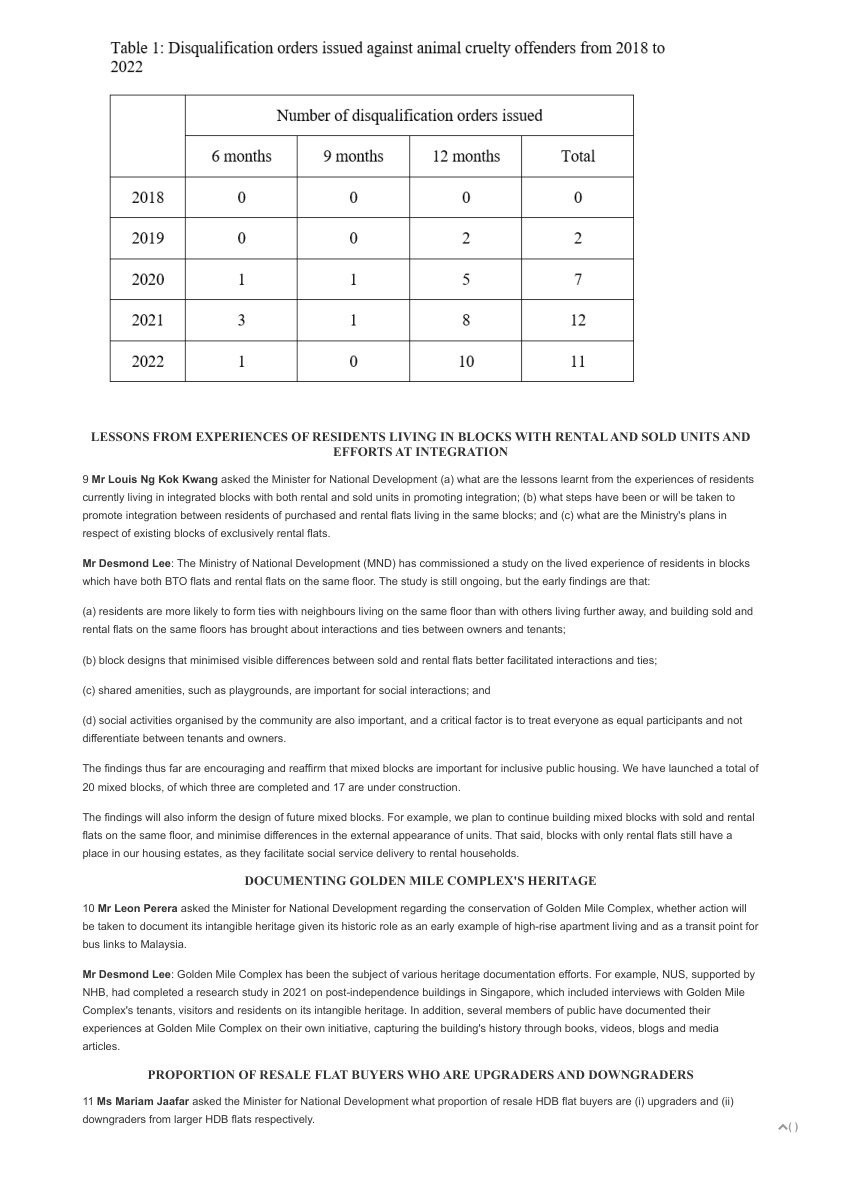 Table 1: Disqualification orders issued against animal cruelty offenders from 2018 to
2022
Number of disqualification orders issued
6 months 9 months 12 months Total
2018 0 0 0 0
2019 0 0 2 2
2020 1 1 5 7
2021 3 1 8 12
2022 1 0 10 11
LESSONS FROM EXPERIENCES OF RESIDENTS LIVING IN BLOCKS WITH RENTAL AND SOLD UNITS AND
EFFORTS AT INTEGRATION
9 Mr Louis Ng Kok Kwang asked the Minister for National Development (a) what are the lessons learnt from the experiences of residents
currently living in integrated blocks with both rental and sold units in promoting integration; (b) what steps have been or will be taken to
promote integration between residents of purchased and rental flats living in the same blocks; and (c) what are the Ministry's plans in
respect of existing blocks of exclusively rental flats.
Mr Desmond Lee: The Ministry of National Development (MND) has commissioned a study on the lived experience of residents in blocks
which have both BTO flats and rental flats on the same floor. The study is still ongoing, but the early findings are that:
(a) residents are more likely to form ties with neighbours living on the same floor than with others living further away, and building sold and
rental flats on the same floors has brought about interactions and ties between owners and tenants;
(b) block designs that minimised visible differences between sold and rental flats better facilitated interactions and ties;
(c) shared amenities, such as playgrounds, are important for social interactions; and
(d) social activities organised by the community are also important, and a critical factor is to treat everyone as equal participants and not
differentiate between tenants and owners.
The findings thus far are encouraging and reaffirm that mixed blocks are important for inclusive public housing. We have launched a total of
20 mixed blocks, of which three are completed and 17 are under construction.
The findings will also inform the design of future mixed blocks. For example, we plan to continue building mixed blocks with sold and rental
flats on the same floor, and minimise differences in the external appearance of units. That said, blocks with only rental flats still have a
place in our housing estates, as they facilitate social service delivery to rental households.
DOCUMENTING GOLDEN MILE COMPLEX'S HERITAGE
10 Mr Leon Perera asked the Minister for National Development regarding the conservation of Golden Mile Complex, whether action will
be taken to document its intangible heritage given its historic role as an early example of high-rise apartment living and as a transit point for
bus links to Malaysia.
Mr Desmond Lee: Golden Mile Complex has been the subject of various heritage documentation efforts. For example, NUS, supported by
NHB, had completed a research study in 2021 on post-independence buildings in Singapore, which included interviews with Golden Mile
Complex's tenants, visitors and residents on its intangible heritage. In addition, several members of public have documented their
experiences at Golden Mile Complex on their own initiative, capturing the building's history through books, videos, blogs and media
articles.
PROPORTION OF RESALE FLAT BUYERS WHO ARE UPGRADERS AND DOWNGRADERS
11 Ms Mariam Jaafar asked the Minister for National Development what proportion of resale HDB flat buyers are (i) upgraders and (ii)
downgraders from larger HDB flats respectively.
( )